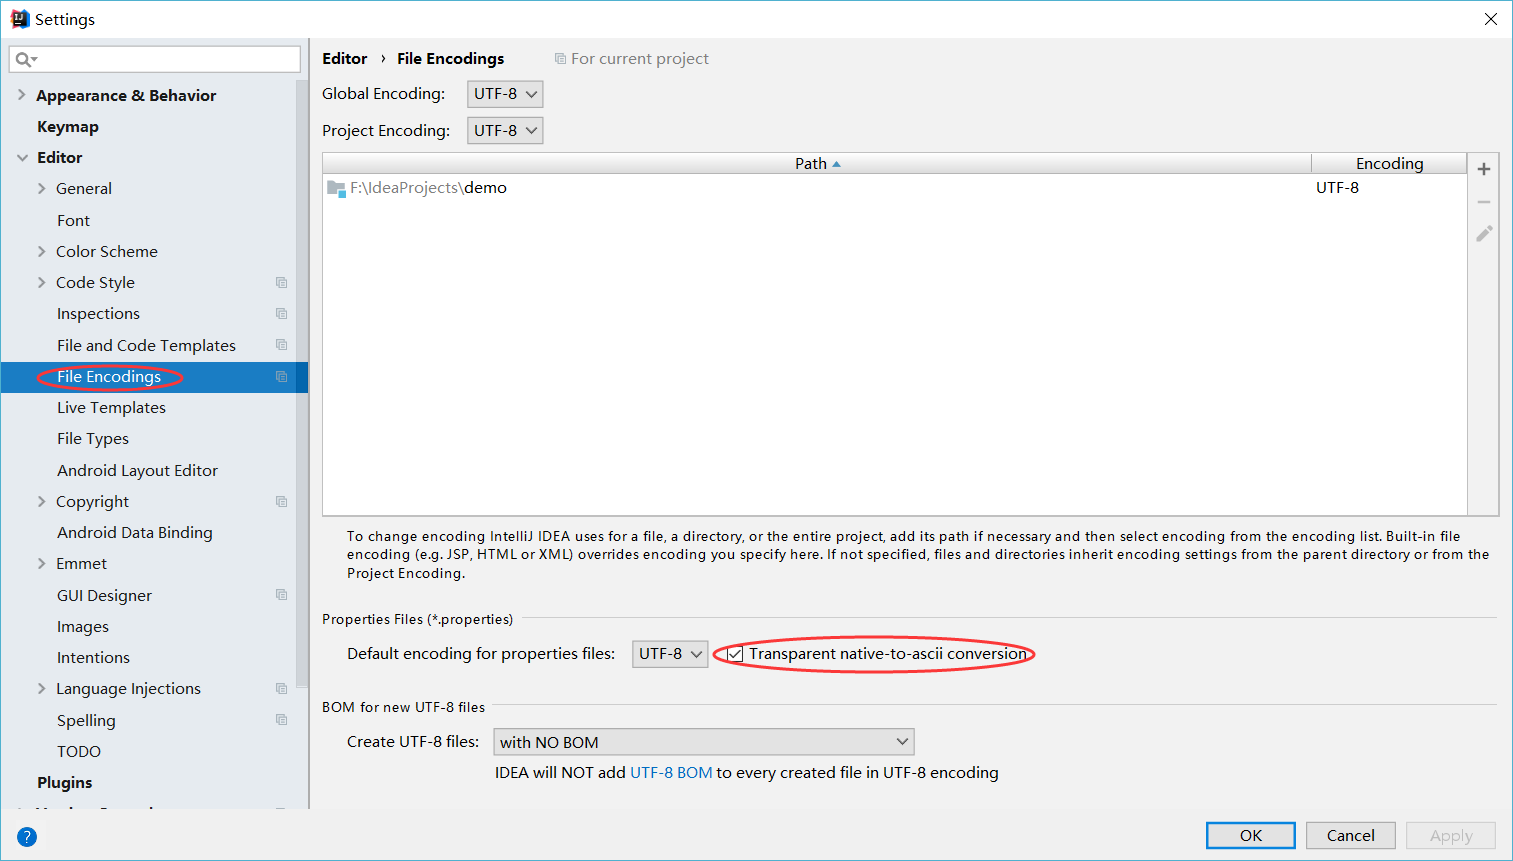 Settings
Appearance & Behavior
Keymap
Editor
General
Font
Color Scheme
Code Style
Inspections
File and Code Templates
File Encodings
Live Templates
File Types
Android Layout Editor
Copyright
Android Data Binding
Emmet
GUI Designer
Images
Intentions
Language Injections
Spelling
TODO
Plugins
Editor › File Encodings For current project
Global Encoding: UTF-8
Project Encoding: UTF-8
Path Encoding
F:\IdeaProjects\demo UTF-8
To change encoding IntelliJ IDEA uses for a file, a directory, or the entire project, add its path if necessary and then select encoding from the encoding list. Built-in file
encoding (e.g. JSP, HTML or XML) overrides encoding you specify here. If not specified, files and directories inherit encoding settings from the parent directory or from the
Project Encoding.
Properties Files (*.properties)
Default encoding for properties files: UTF-8 Transparent native-to-ascii conversion
BOM for new UTF-8 files
Create UTF-8 files: with NO BOM
IDEA will NOT add UTF-8 BOM to every created file in UTF-8 encoding
? OK Cancel Apply